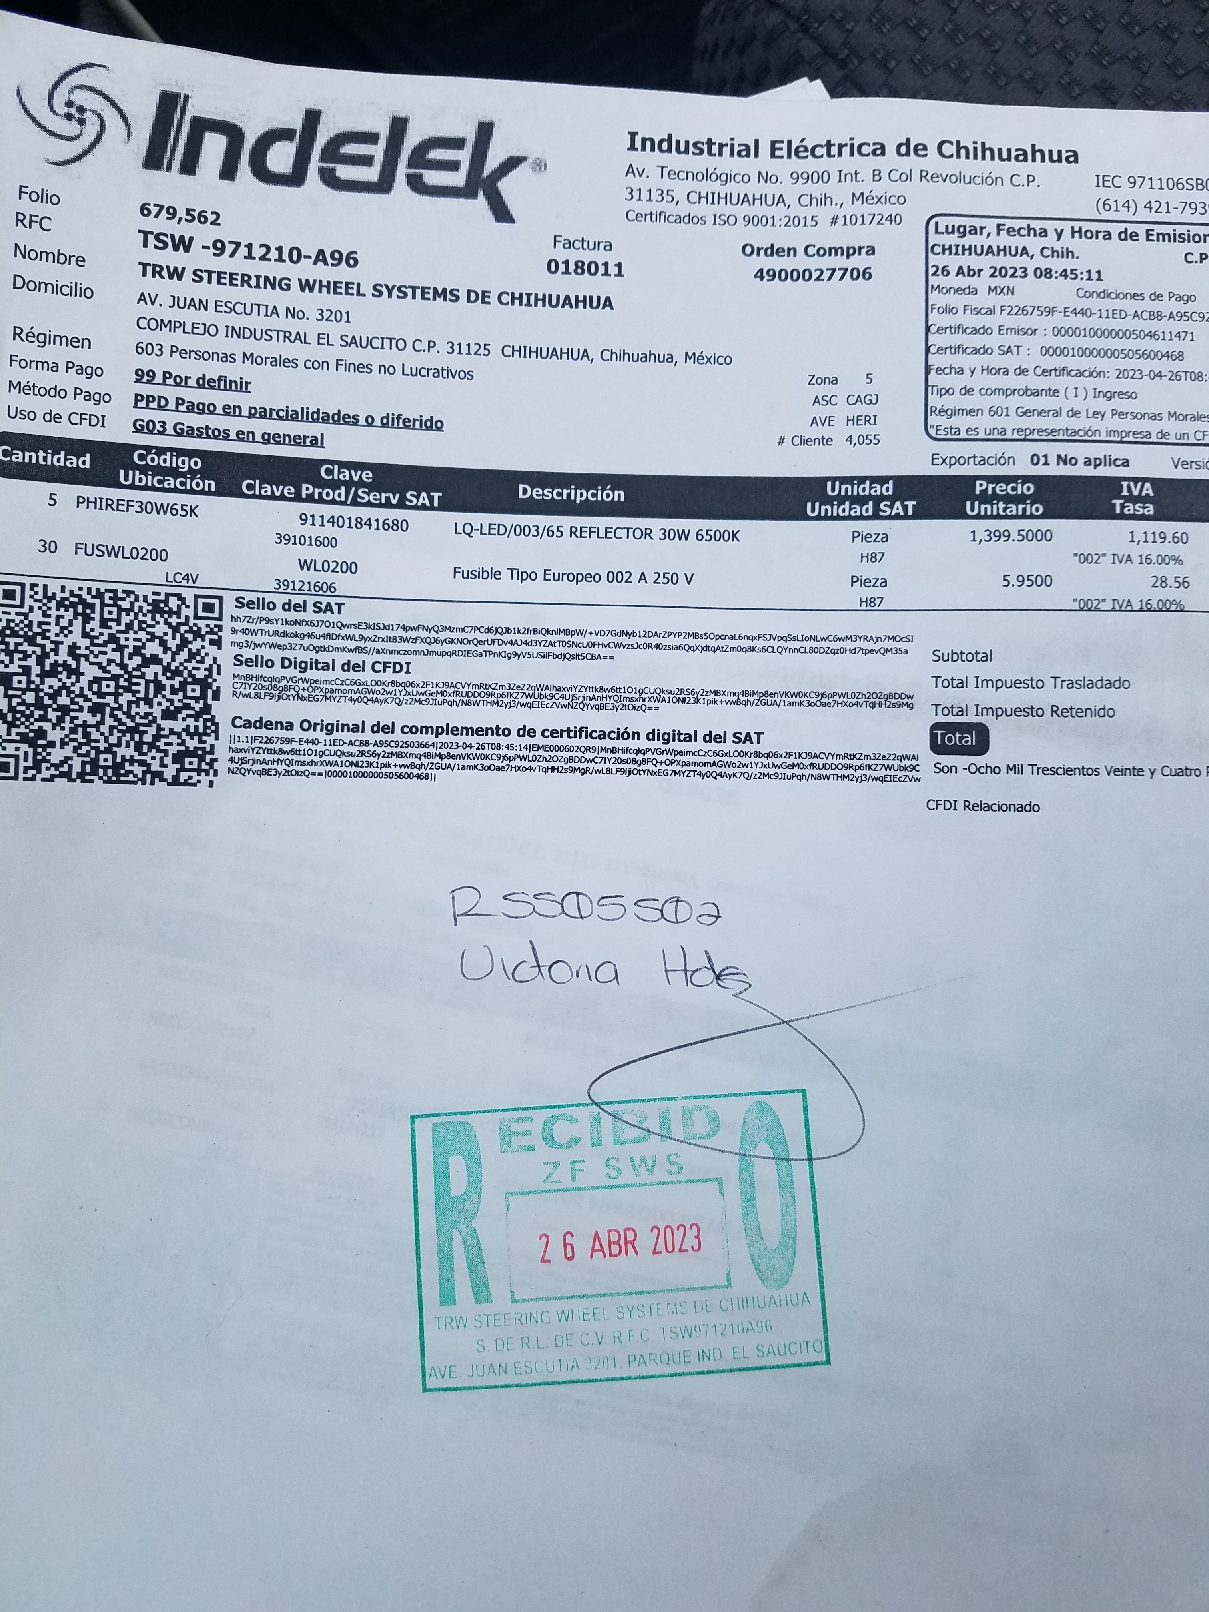 Indelek
Industrial Eléctrica de Chihuahua
Av. Tecnológico No. 9900 Int. B Col Revolución C.P.
31135, CHIHUAHUA, Chih., México
Certificados ISO 9001:2015 #1017240
IEC 971106SB
(614) 421-793
Folio 679,562
RFC TSW -971210-A96
Nombre TRW STEERING WHEEL SYSTEMS DE CHIHUAHUA
Domicilio AV. JUAN ESCUTIA No. 3201
COMPLEJO INDUSTRAL EL SAUCITO C.P. 31125 CHIHUAHUA, Chihuahua, México
Régimen 603 Personas Morales con Fines no Lucrativos
Forma Pago 99 Por definir
Método Pago PPD Pago en parcialidades o diferido
Uso de CFDI G03 Gastos en general
Factura
018011
Orden Compra
4900027706
Zona 5
ASC CAGJ
AVE HERI
# Cliente 4,055
Lugar, Fecha y Hora de Emision
CHIHUAHUA, Chih. C.P
26 Abr 2023 08:45:11
Moneda MXN Condiciones de Pago
Folio Fiscal F226759F-E440-11ED-ACB8-A95C92
Certificado Emisor : 00001000000504611471
Certificado SAT : 00001000000505600468
Fecha y Hora de Certificación: 2023-04-26T08:
Tipo de comprobante ( I ) Ingreso
Régimen 601 General de Ley Personas Morales
"Esta es una representación impresa de un CF
Exportación 01 No aplica Versi
Cantidad Código Ubicación Clave Clave Prod/Serv SAT Descripción Unidad Unidad SAT Precio Unitario IVA Tasa
5 PHIREF30W65K 911401841680 LQ-LED/003/65 REFLECTOR 30W 6500K Pieza 1,399.5000 1,119.60
39101600 H87 "002" IVA 16.00%
30 FUSWL0200 WL0200 Fusible Tipo Europeo 002 A 250 V Pieza 5.9500 28.56
LC4V 39121606 H87 "002" IVA 16.00%
Sello del SAT
Sello Digital del CFDI
Cadena Original del complemento de certificación digital del SAT
Subtotal
Total Impuesto Trasladado
Total Impuesto Retenido
Total
Son -Ocho Mil Trescientos Veinte y Cuatro
CFDI Relacionado
RSS05502
Victoria Hdez
RECIBIDO
ZF SWS
26 ABR 2023
TRW STEERING WHEEL SYSTEMS DE CHIHUAHUA
S. DE R.L. DE C.V. R.F.C. TSW971210A96
AVE. JUAN ESCUTIA 3201, PARQUE IND. EL SAUCITO